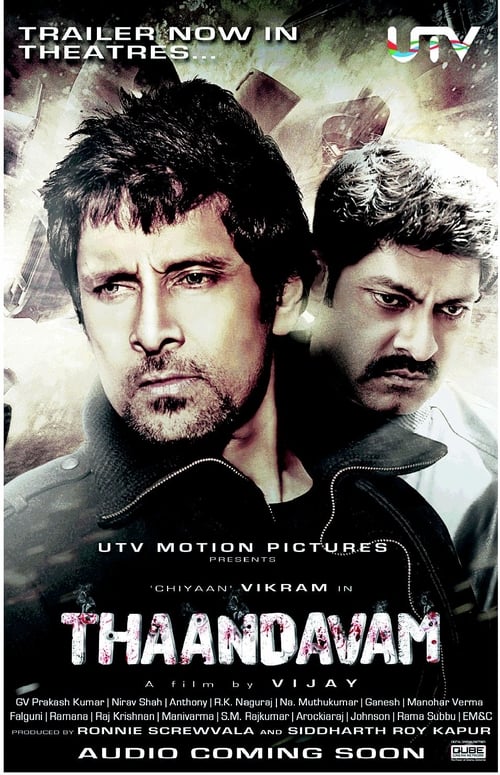 TRAILER NOW IN
THEATRES...
UTV
UTV MOTION PICTURES
PRESENTS
'CHIYAAN' VIKRAM IN
THAANDAVAM
A film by VIJAY
GV Prakash Kumar | Nirav Shah | Anthony | R.K. Naguraj | Na. Muthukumar | Ganesh | Manohar Verma
Falguni | Ramana | Raj Krishnan | Manivarma | S.M. Rajkumar | Arockiaraj | Johnson | Rama Subbu | EM&C
PRODUCED BY RONNIE SCREWVALA AND SIDDHARTH ROY KAPUR
AUDIO COMING SOON
QUBE